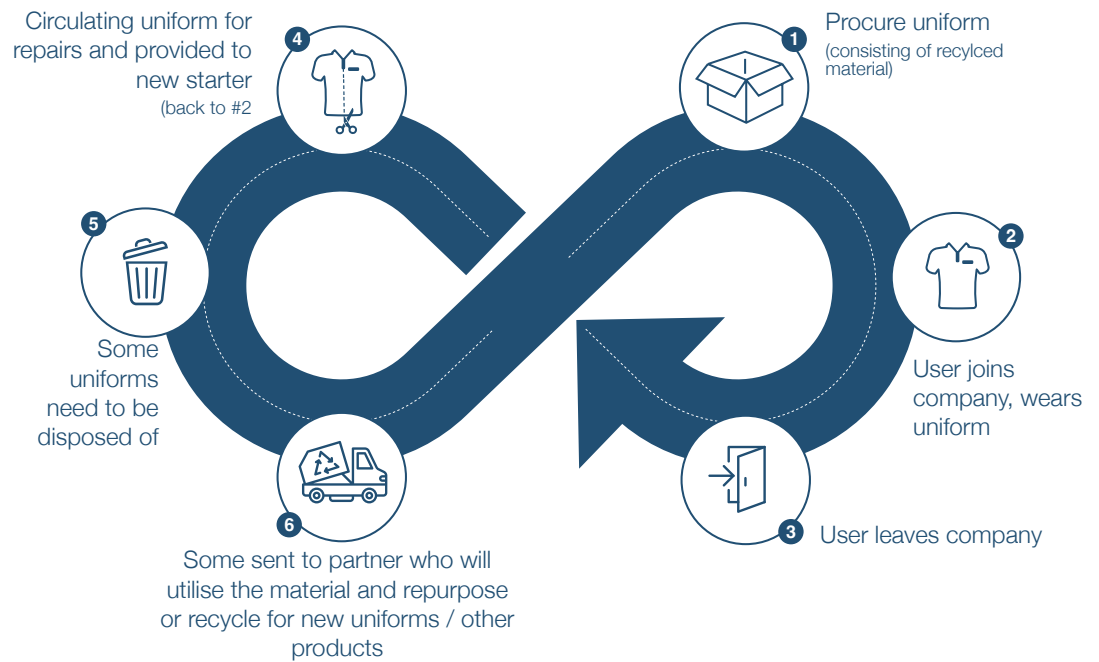 1
Procure uniform
(consisting of recylced
material)
2
User joins
company, wears
uniform
3
User leaves company
4
Circulating uniform for
repairs and provided to
new starter
(back to #2
5
Some
uniforms
need to be
disposed of
6
Some sent to partner who will
utilise the material and repurpose
or recycle for new uniforms / other
products